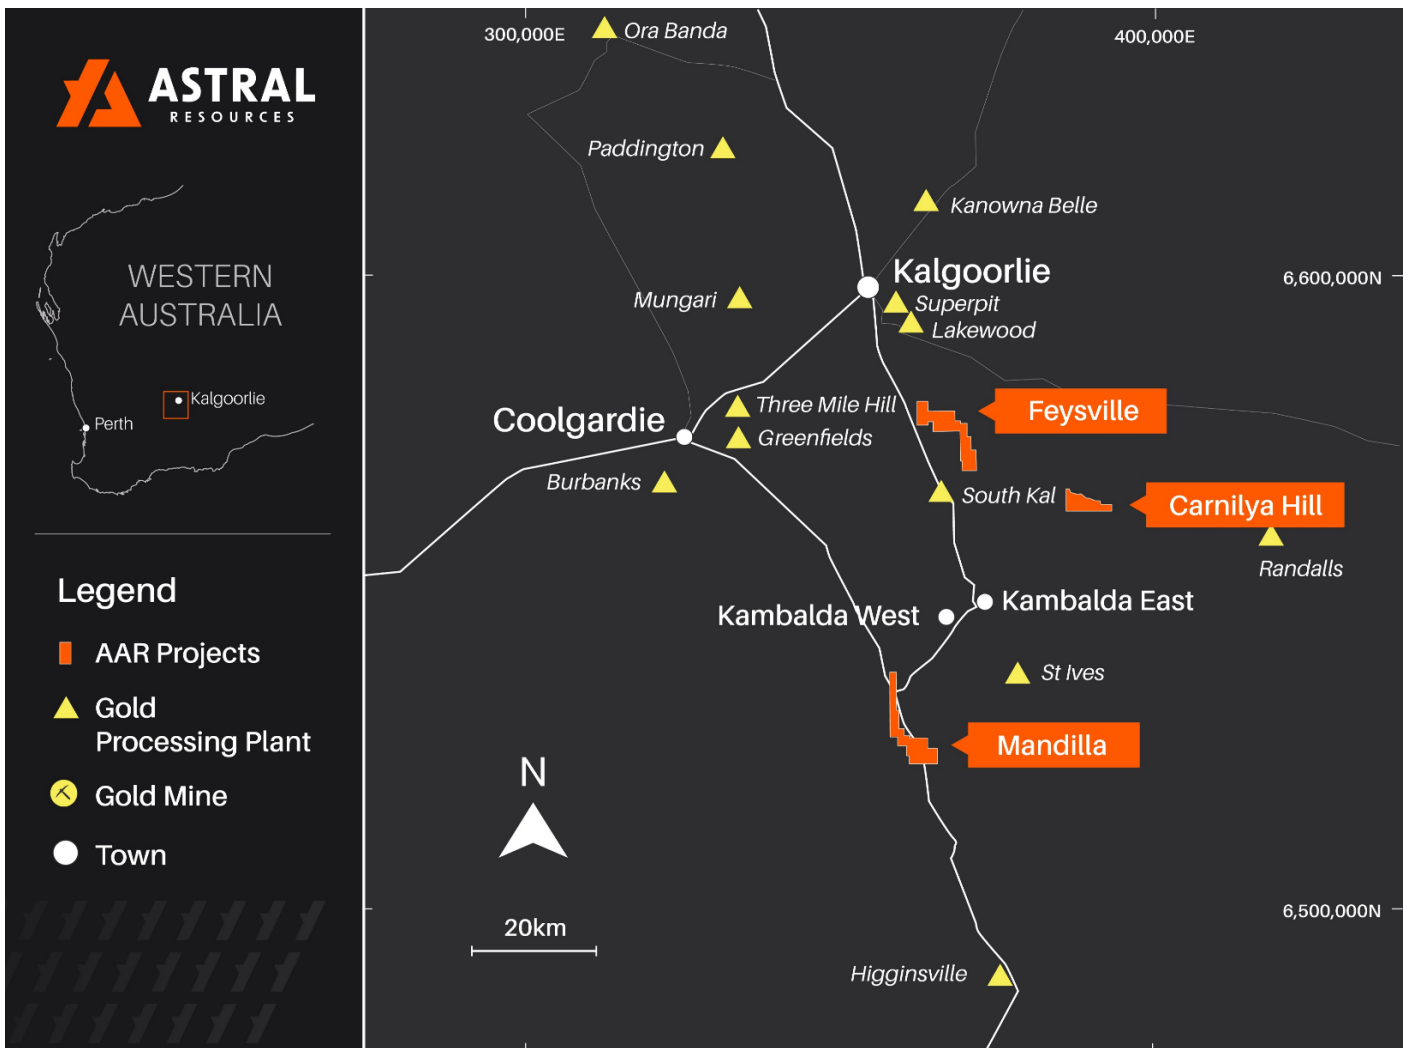 ASTRAL
RESOURCES
WESTERN
AUSTRALIA
Kalgoorlie
Perth
Legend
AAR Projects
Gold
Processing Plant
Gold Mine
Town
300,000E
Ora Banda
400,000E
Paddington
Kanowna Belle
Kalgoorlie
6,600,000N
Mungari
Superpit
Lakewood
Three Mile Hill
Feysville
Coolgardie
Greenfields
Burbanks
South Kal
Carnilya Hill
Randalls
Kambalda West
Kambalda East
St Ives
Mandilla
N
6,500,000N
20km
Higginsville